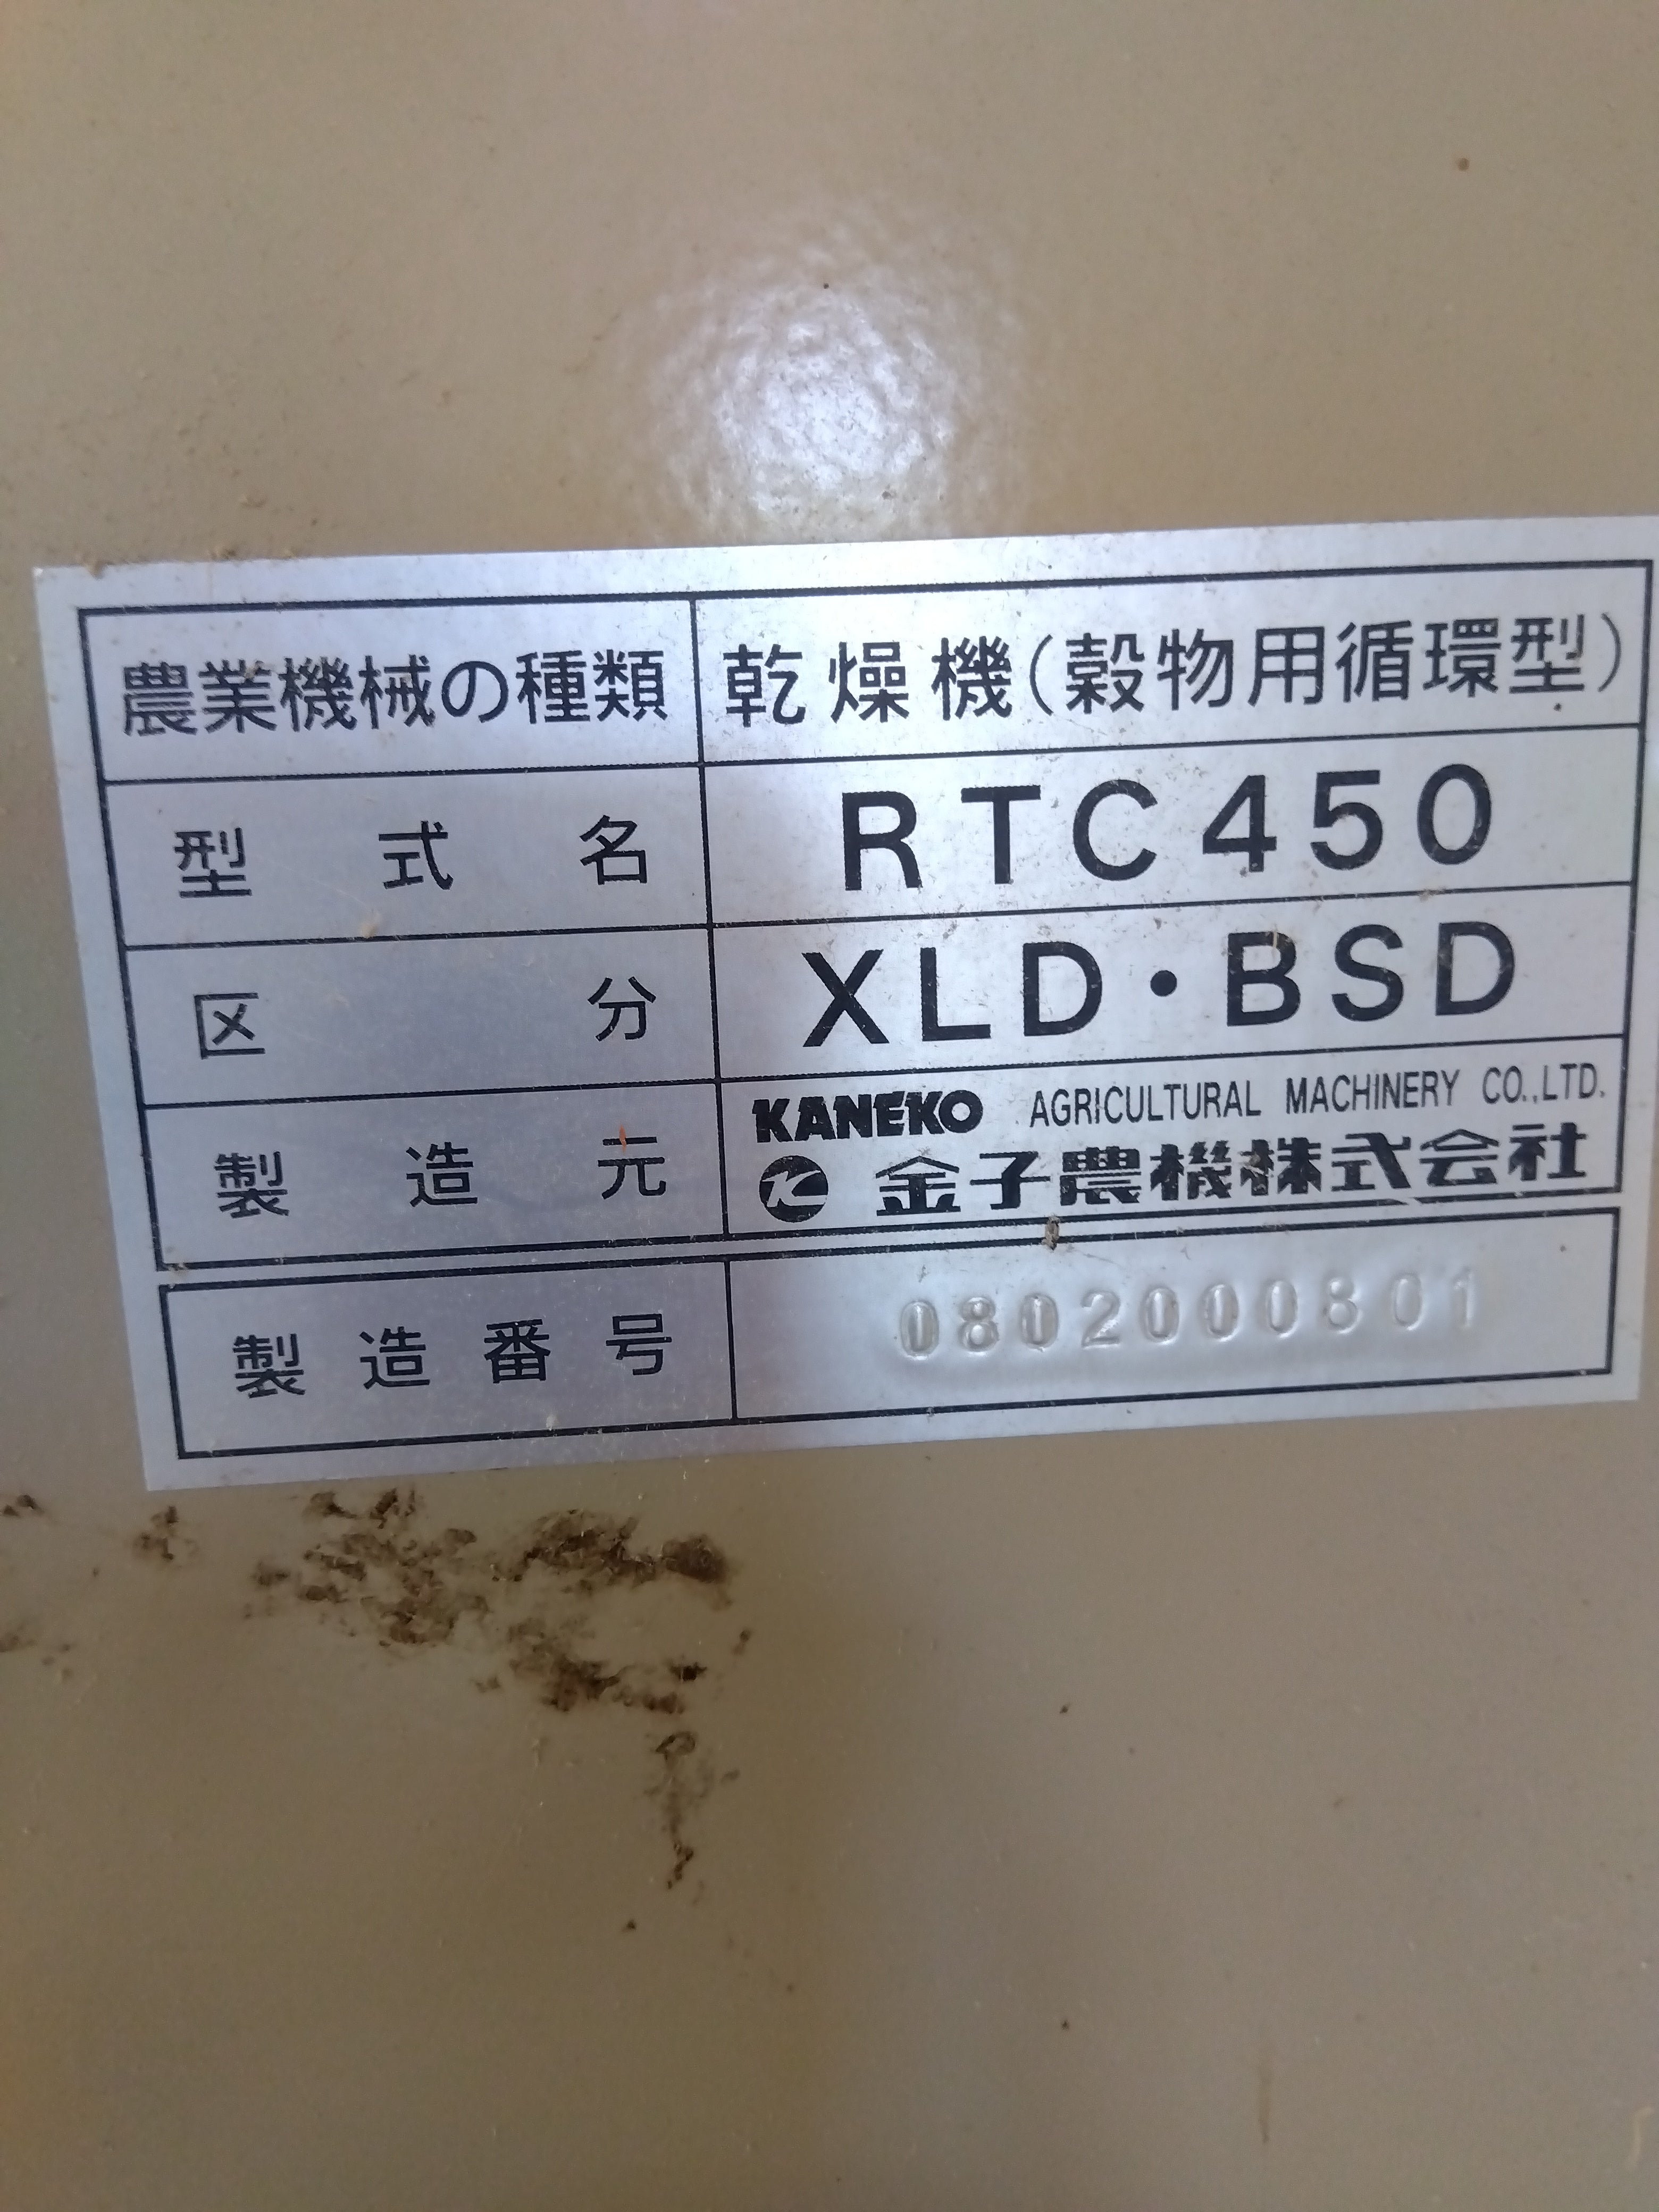 農業機械の種類 乾燥機(穀物用循環型)
型式名 RTC450
区分 XLD・BSD
製造元 KANEKO AGRICULTURAL MACHINERY CO.,LTD.
金子農機株式会社
製造番号 0802000801